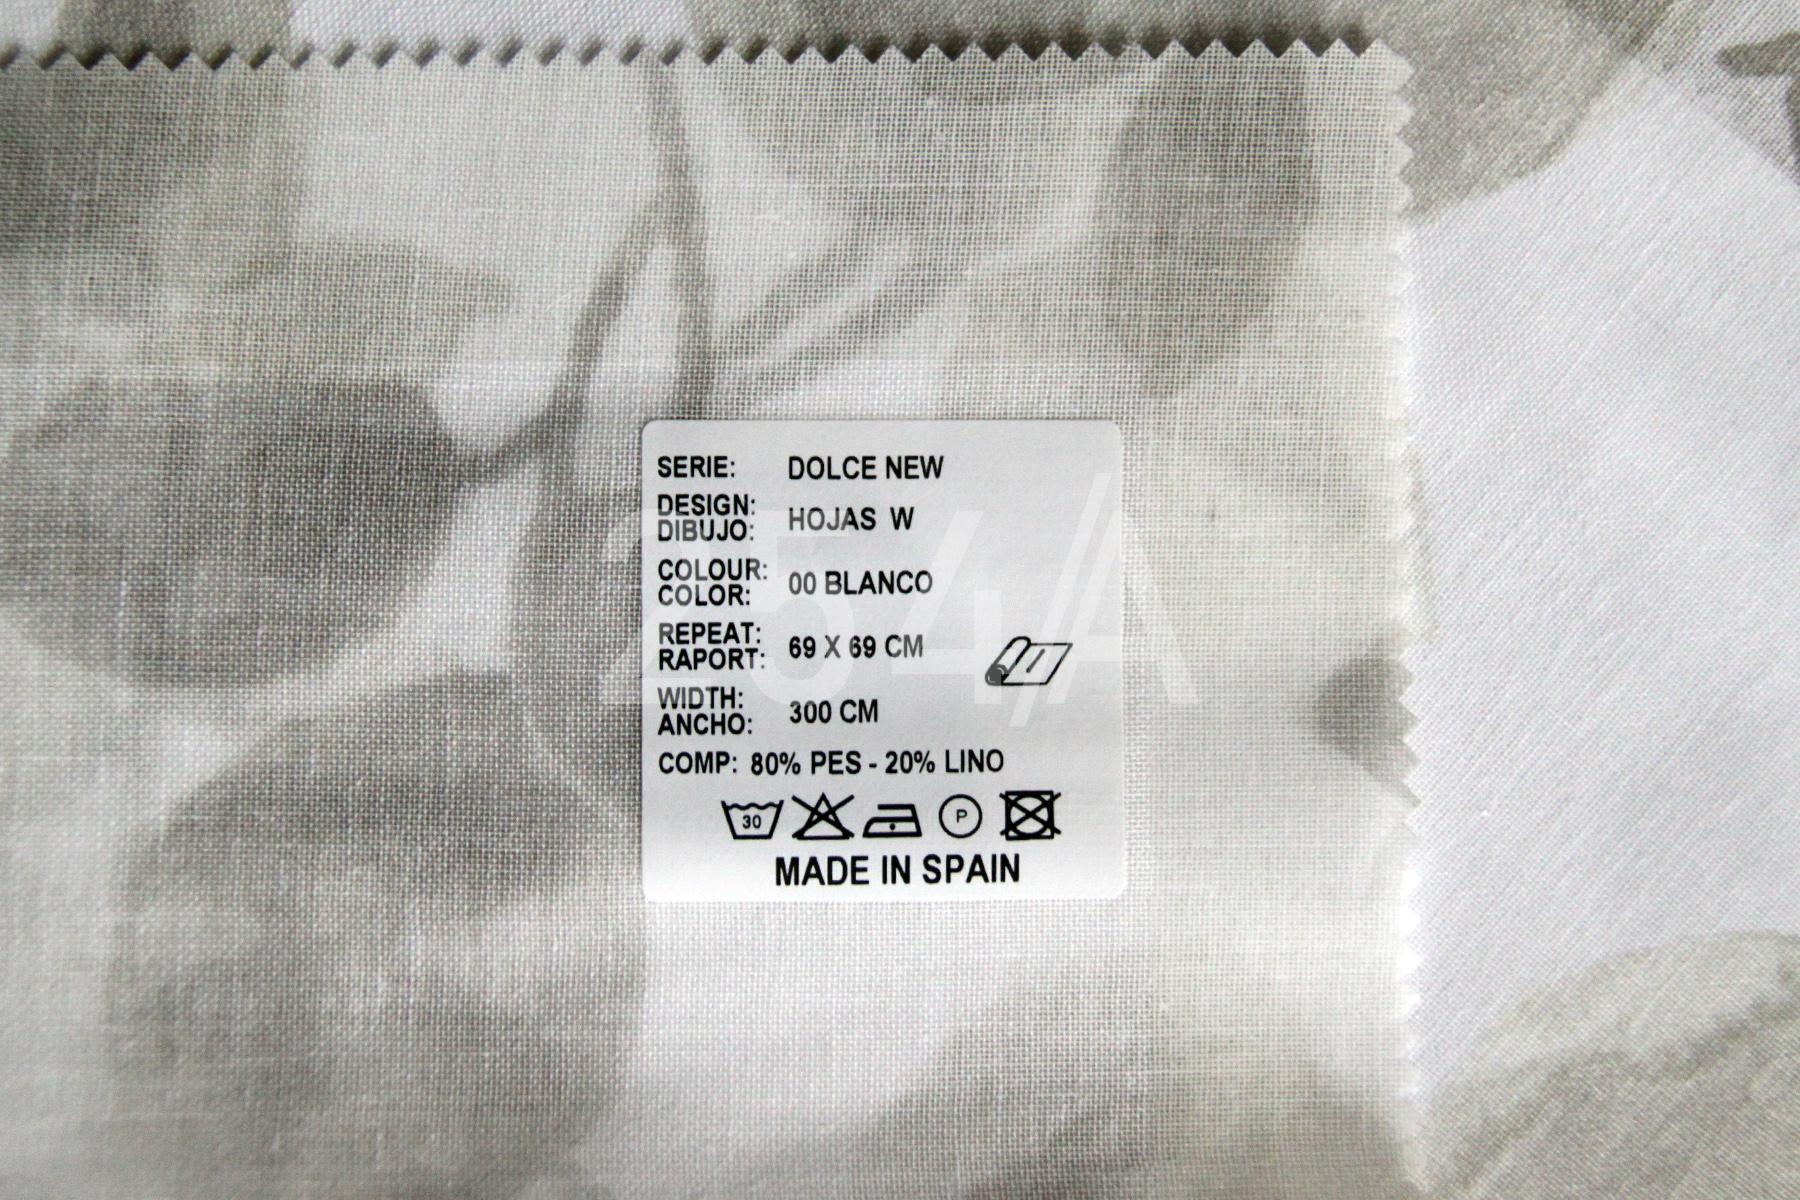 SERIE: DOLCE NEW
DESIGN:
DIBUJO: HOJAS W
COLOUR:
COLOR: 00 BLANCO
REPEAT:
RAPORT: 69 X 69 CM
WIDTH:
ANCHO: 300 CM
COMP: 80% PES - 20% LINO
30 P
MADE IN SPAIN
254//A